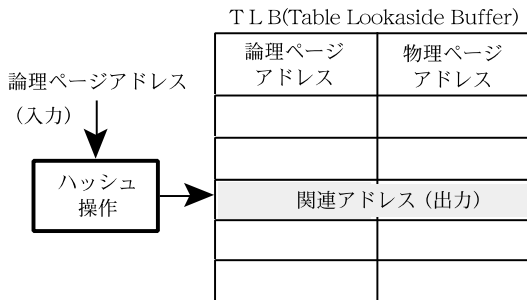 ＴＬＢ(Table Lookaside Buffer)
論理ページ
アドレス
物理ページ
アドレス
論理ページアドレス
（入力）
ハッシュ
操作
関連アドレス（出力）